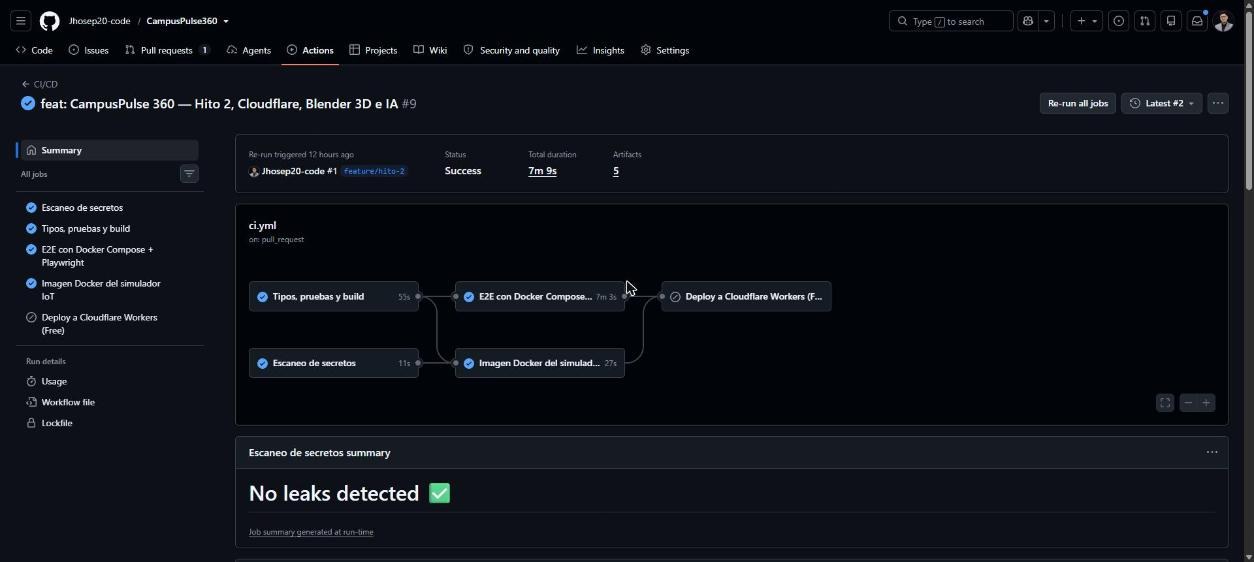 Jhosep20-code / CampusPulse360
Type / to search
Code
Issues
Pull requests 1
Agents
Actions
Projects
Wiki
Security and quality
Insights
Settings
← CI/CD
feat: CampusPulse 360 — Hito 2, Cloudflare, Blender 3D e IA #9
Re-run all jobs
Latest #2
Summary
All jobs
Escaneo de secretos
Tipos, pruebas y build
E2E con Docker Compose +
Playwright
Imagen Docker del simulador
IoT
Deploy a Cloudflare Workers
(Free)
Run details
Usage
Workflow file
Lockfile
Re-run triggered 12 hours ago
Jhosep20-code #1 feature/hito-2
Status
Success
Total duration
7m 9s
Artifacts
5
ci.yml
on: pull_request
Tipos, pruebas y build 55s
E2E con Docker Compose... 7m 3s
Deploy a Cloudflare Workers (F...
Escaneo de secretos 11s
Imagen Docker del simulad... 27s
Escaneo de secretos summary
No leaks detected ✅
Job summary generated at run-time